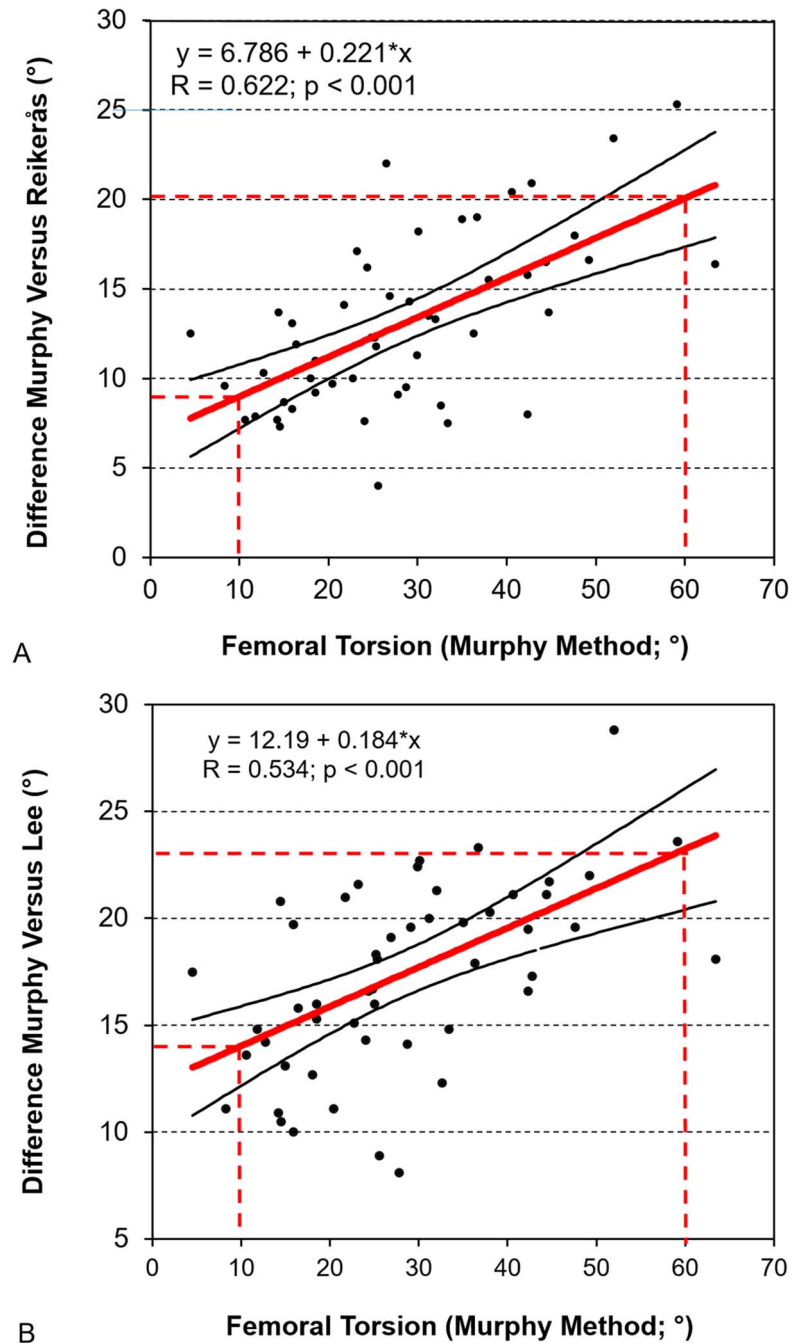 30
y = 6.786 + 0.221*x
R = 0.622; p < 0.001
25
20
15
10
5
0
Difference Murphy Versus Reikerås (°)
0 10 20 30 40 50 60 70
Femoral Torsion (Murphy Method; °)
A
30
y = 12.19 + 0.184*x
R = 0.534; p < 0.001
25
20
15
10
5
Difference Murphy Versus Lee (°)
0 10 20 30 40 50 60 70
Femoral Torsion (Murphy Method; °)
B